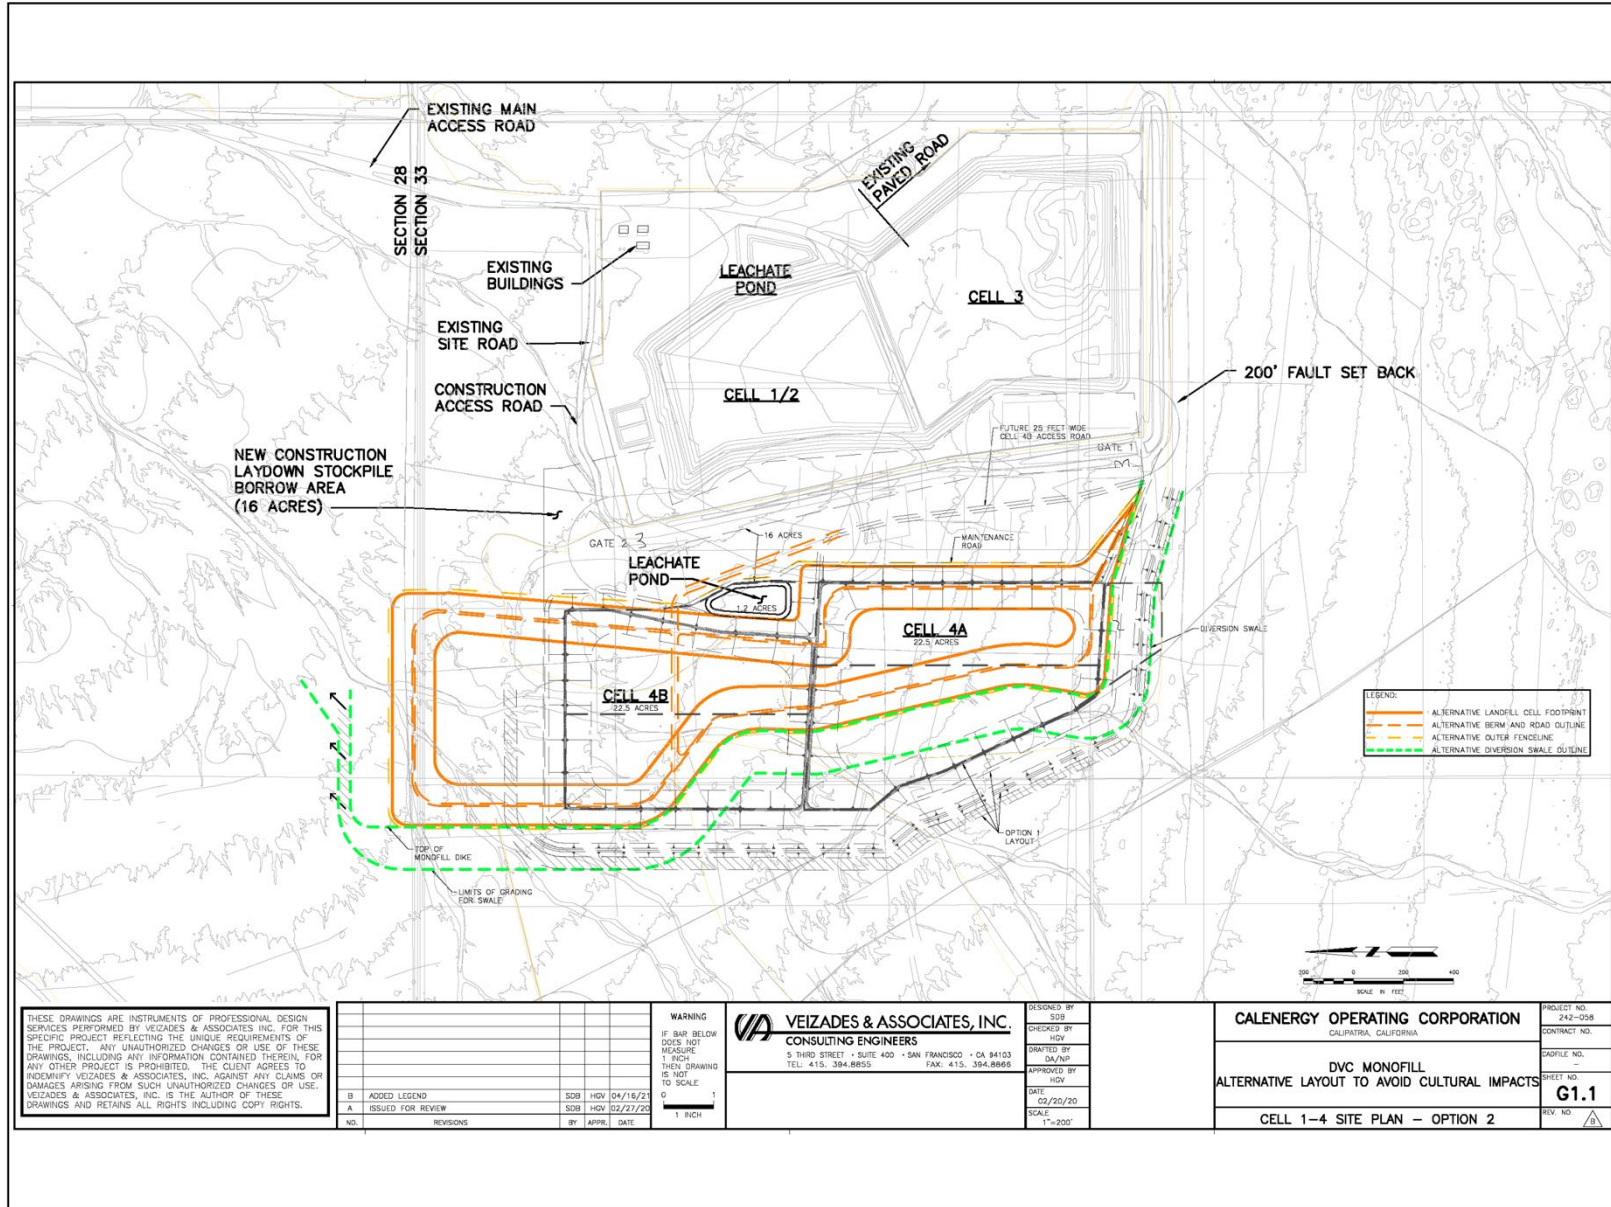 EXISTING MAIN
ACCESS ROAD
SECTION 28
SECTION 33
EXISTING
PAVED ROAD
EXISTING
BUILDINGS
LEACHATE
POND
CELL 3
EXISTING
SITE ROAD
200' FAULT SET BACK
CONSTRUCTION
ACCESS ROAD
CELL 1/2
FUTURE 25 FEET WIDE
CELL 4B ACCESS ROAD
GATE 1
NEW CONSTRUCTION
LAYDOWN STOCKPILE
BORROW AREA
(16 ACRES)
GATE 2
16 ACRES
MAINTENANCE
ROAD
LEACHATE
POND
1.2 ACRES
CELL 4A
22.5 ACRES
DIVERSION SWALE
CELL 4B
22.5 ACRES
LEGEND:
ALTERNATIVE LANDFILL CELL FOOTPRINT
ALTERNATIVE BERM AND ROAD OUTLINE
ALTERNATIVE OUTER FENCELINE
ALTERNATIVE DIVERSION SWALE OUTLINE
OPTION 1
LAYOUT
TOP OF
MONOFILL DIKE
LIMITS OF GRADING
FOR SWALE
200 0 200 400
SCALE IN FEET
THESE DRAWINGS ARE INSTRUMENTS OF PROFESSIONAL DESIGN
SERVICES PERFORMED BY VEIZADES & ASSOCIATES INC. FOR THIS
SPECIFIC PROJECT REFLECTING THE UNIQUE REQUIREMENTS OF
THE PROJECT. ANY UNAUTHORIZED CHANGES OR USE OF THESE
DRAWINGS, INCLUDING ANY INFORMATION CONTAINED THEREIN, FOR
ANY OTHER PROJECT IS PROHIBITED. THE CLIENT AGREES TO
INDEMNIFY VEIZADES & ASSOCIATES, INC. AGAINST ANY CLAIMS OR
DAMAGES ARISING FROM SUCH UNAUTHORIZED CHANGES OR USE.
VEIZADES & ASSOCIATES, INC. IS THE AUTHOR OF THESE
DRAWINGS AND RETAINS ALL RIGHTS INCLUDING COPY RIGHTS.
B ADDED LEGEND SDB HGV 04/16/21
A ISSUED FOR REVIEW SDB HGV 02/27/20
NO. REVISIONS BY APPR. DATE
WARNING
IF BAR BELOW
DOES NOT
MEASURE
1 INCH
THEN DRAWING
IS NOT
TO SCALE
0 1
1 INCH
VEIZADES & ASSOCIATES, INC.
CONSULTING ENGINEERS
5 THIRD STREET • SUITE 400 • SAN FRANCISCO • CA 94103
TEL: 415. 394.8855 FAX: 415. 394.8866
DESIGNED BY
SDB
CHECKED BY
HGV
DRAFTED BY
DA/NP
APPROVED BY
HGV
DATE
02/20/20
SCALE
1"=200'
CALENERGY OPERATING CORPORATION
CALIPATRIA, CALIFORNIA
DVC MONOFILL
ALTERNATIVE LAYOUT TO AVOID CULTURAL IMPACTS
CELL 1-4 SITE PLAN - OPTION 2
PROJECT NO.
242-058
CONTRACT NO.
CADFILE NO.
-
SHEET NO.
G1.1
REV. NO.
B